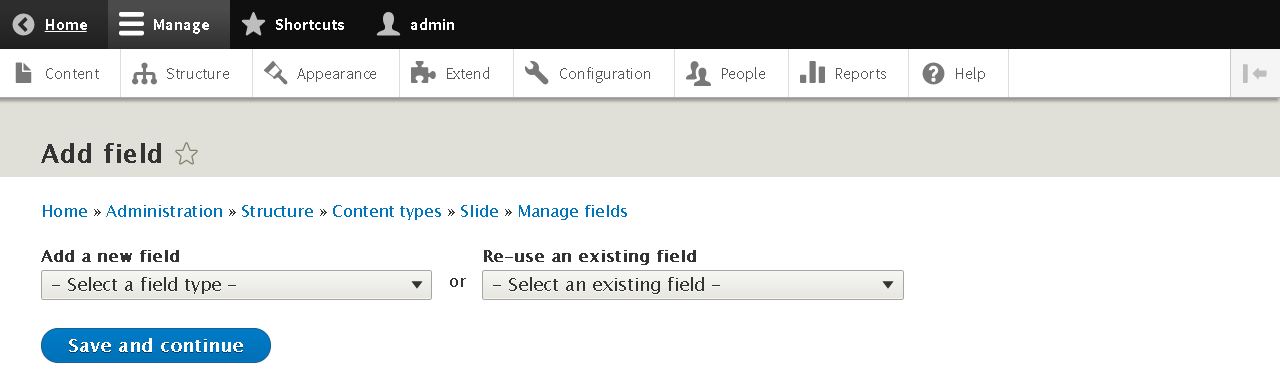 Home Manage Shortcuts admin
Content Structure Appearance Extend Configuration People Reports Help
Add field
Home » Administration » Structure » Content types » Slide » Manage fields
Add a new field Re-use an existing field
- Select a field type - or - Select an existing field -
Save and continue